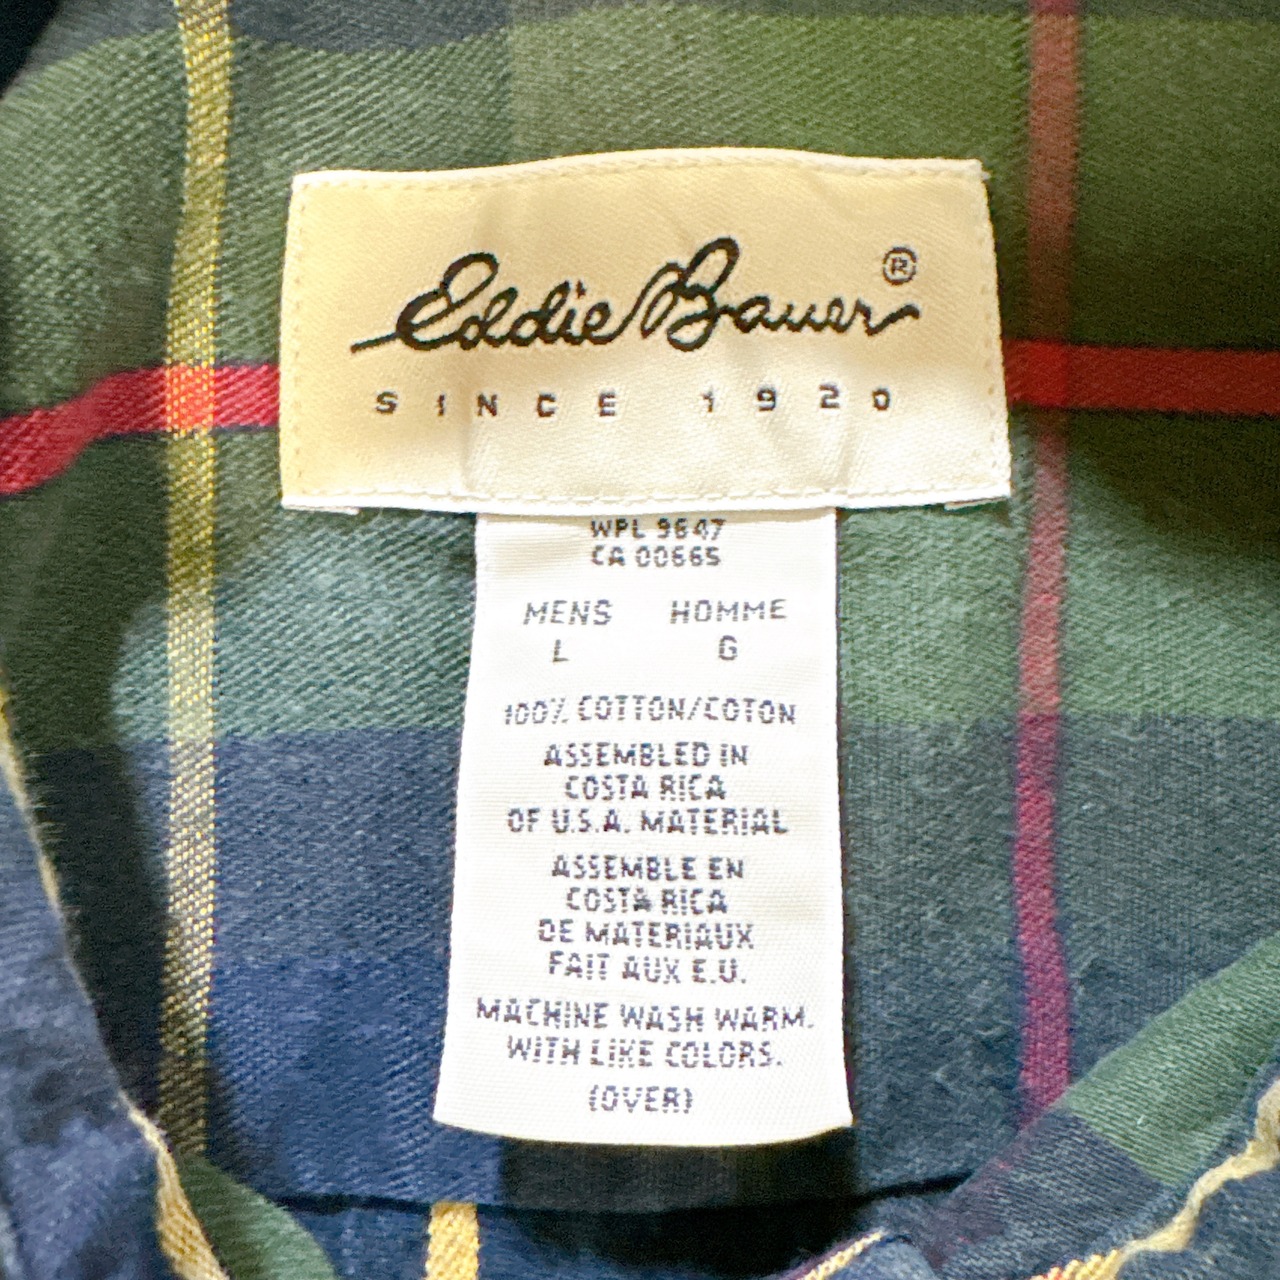 Eddie Bauer ®
SINCE 1920
WPL 9647
CA 00665
MENS HOMME
L G
100% COTTON/COTON
ASSEMBLED IN
COSTA RICA
OF U.S.A. MATERIAL
ASSEMBLE EN
COSTA RICA
DE MATERIAUX
FAIT AUX E.U.
MACHINE WASH WARM.
WITH LIKE COLORS.
(OVER)